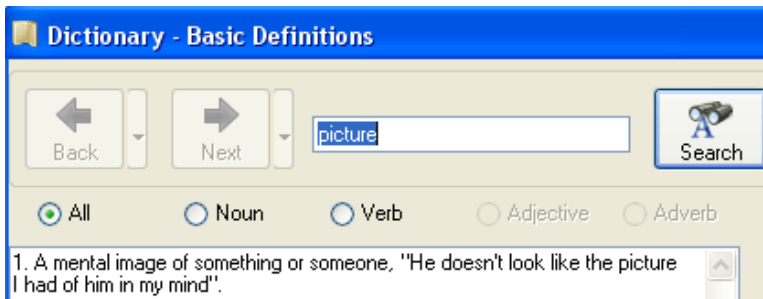 Dictionary - Basic Definitions
Back
Next
picture
Search
All
Noun
Verb
Adjective
Adverb
1. A mental image of something or someone, "He doesn't look like the picture
I had of him in my mind".